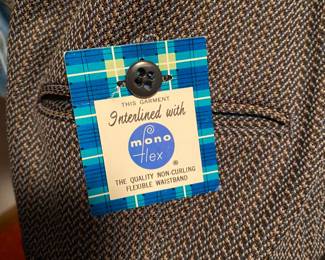 THIS GARMENT
Interlined with
mono
flex
®
THE QUALITY NON-CURLING
FLEXIBLE WAISTBAND